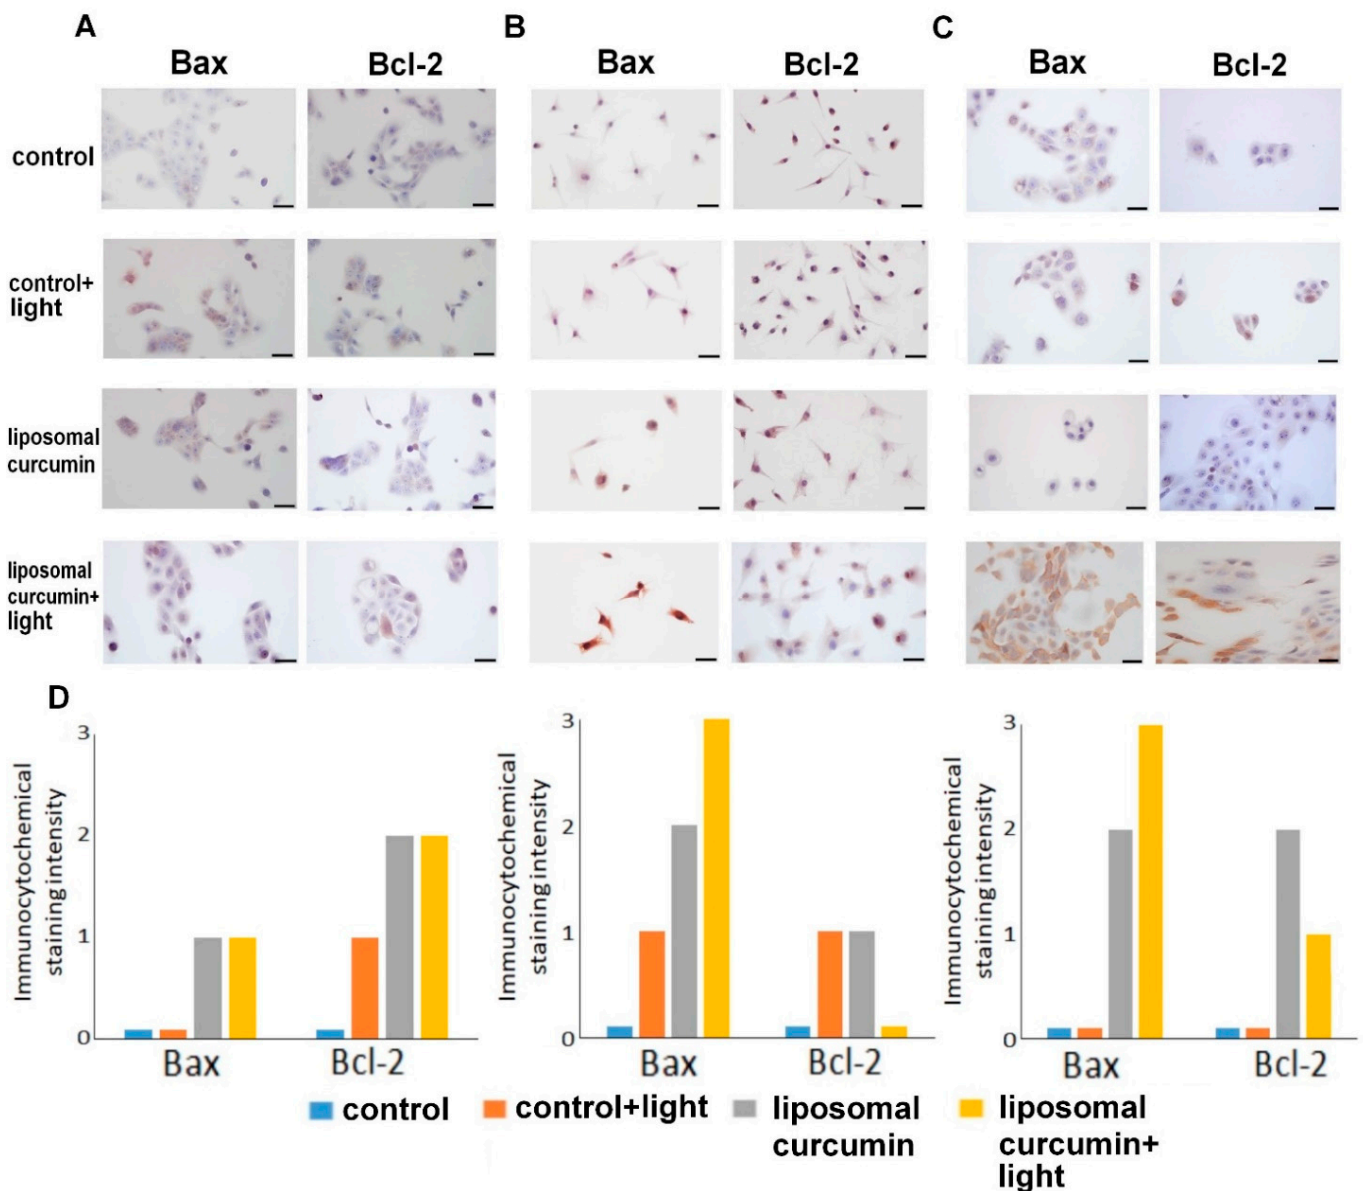 A B C
Bax Bcl-2 Bax Bcl-2 Bax Bcl-2
control
control+
light
liposomal
curcumin
liposomal
curcumin+
light
D
Immunocytochemical
staining intensity
3
2
1
0
Bax Bcl-2
Immunocytochemical
staining intensity
3
2
1
0
Bax Bcl-2
Immunocytochemical
staining intensity
3
2
1
0
Bax Bcl-2
control
control+light
liposomal
curcumin
liposomal
curcumin+
light